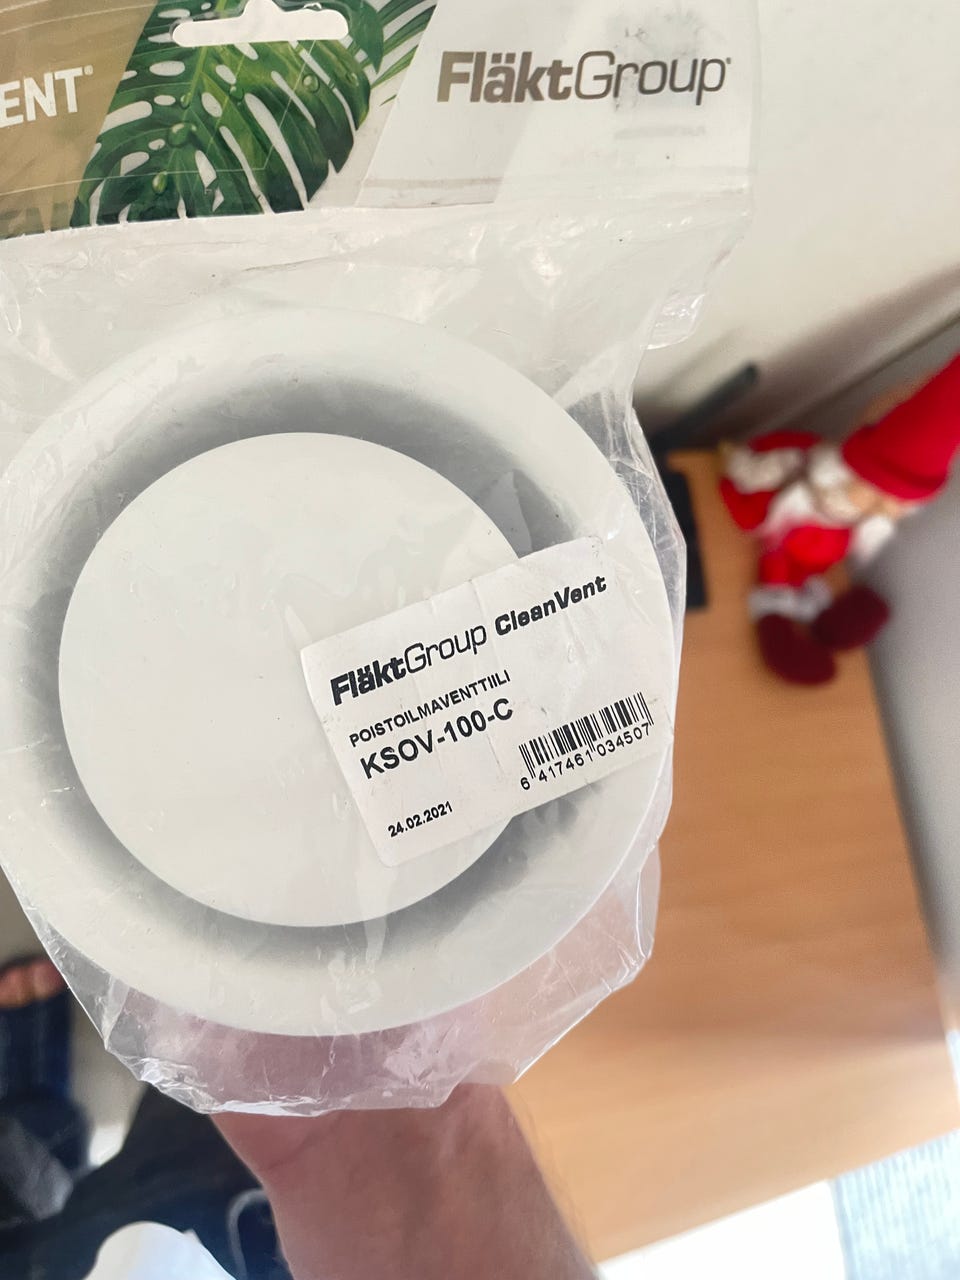 ENT
FläktGroup
FläktGroup CleanVent
POISTOILMAVENTTIILI
KSOV-100-C
6 417461 034507
24.02.2021